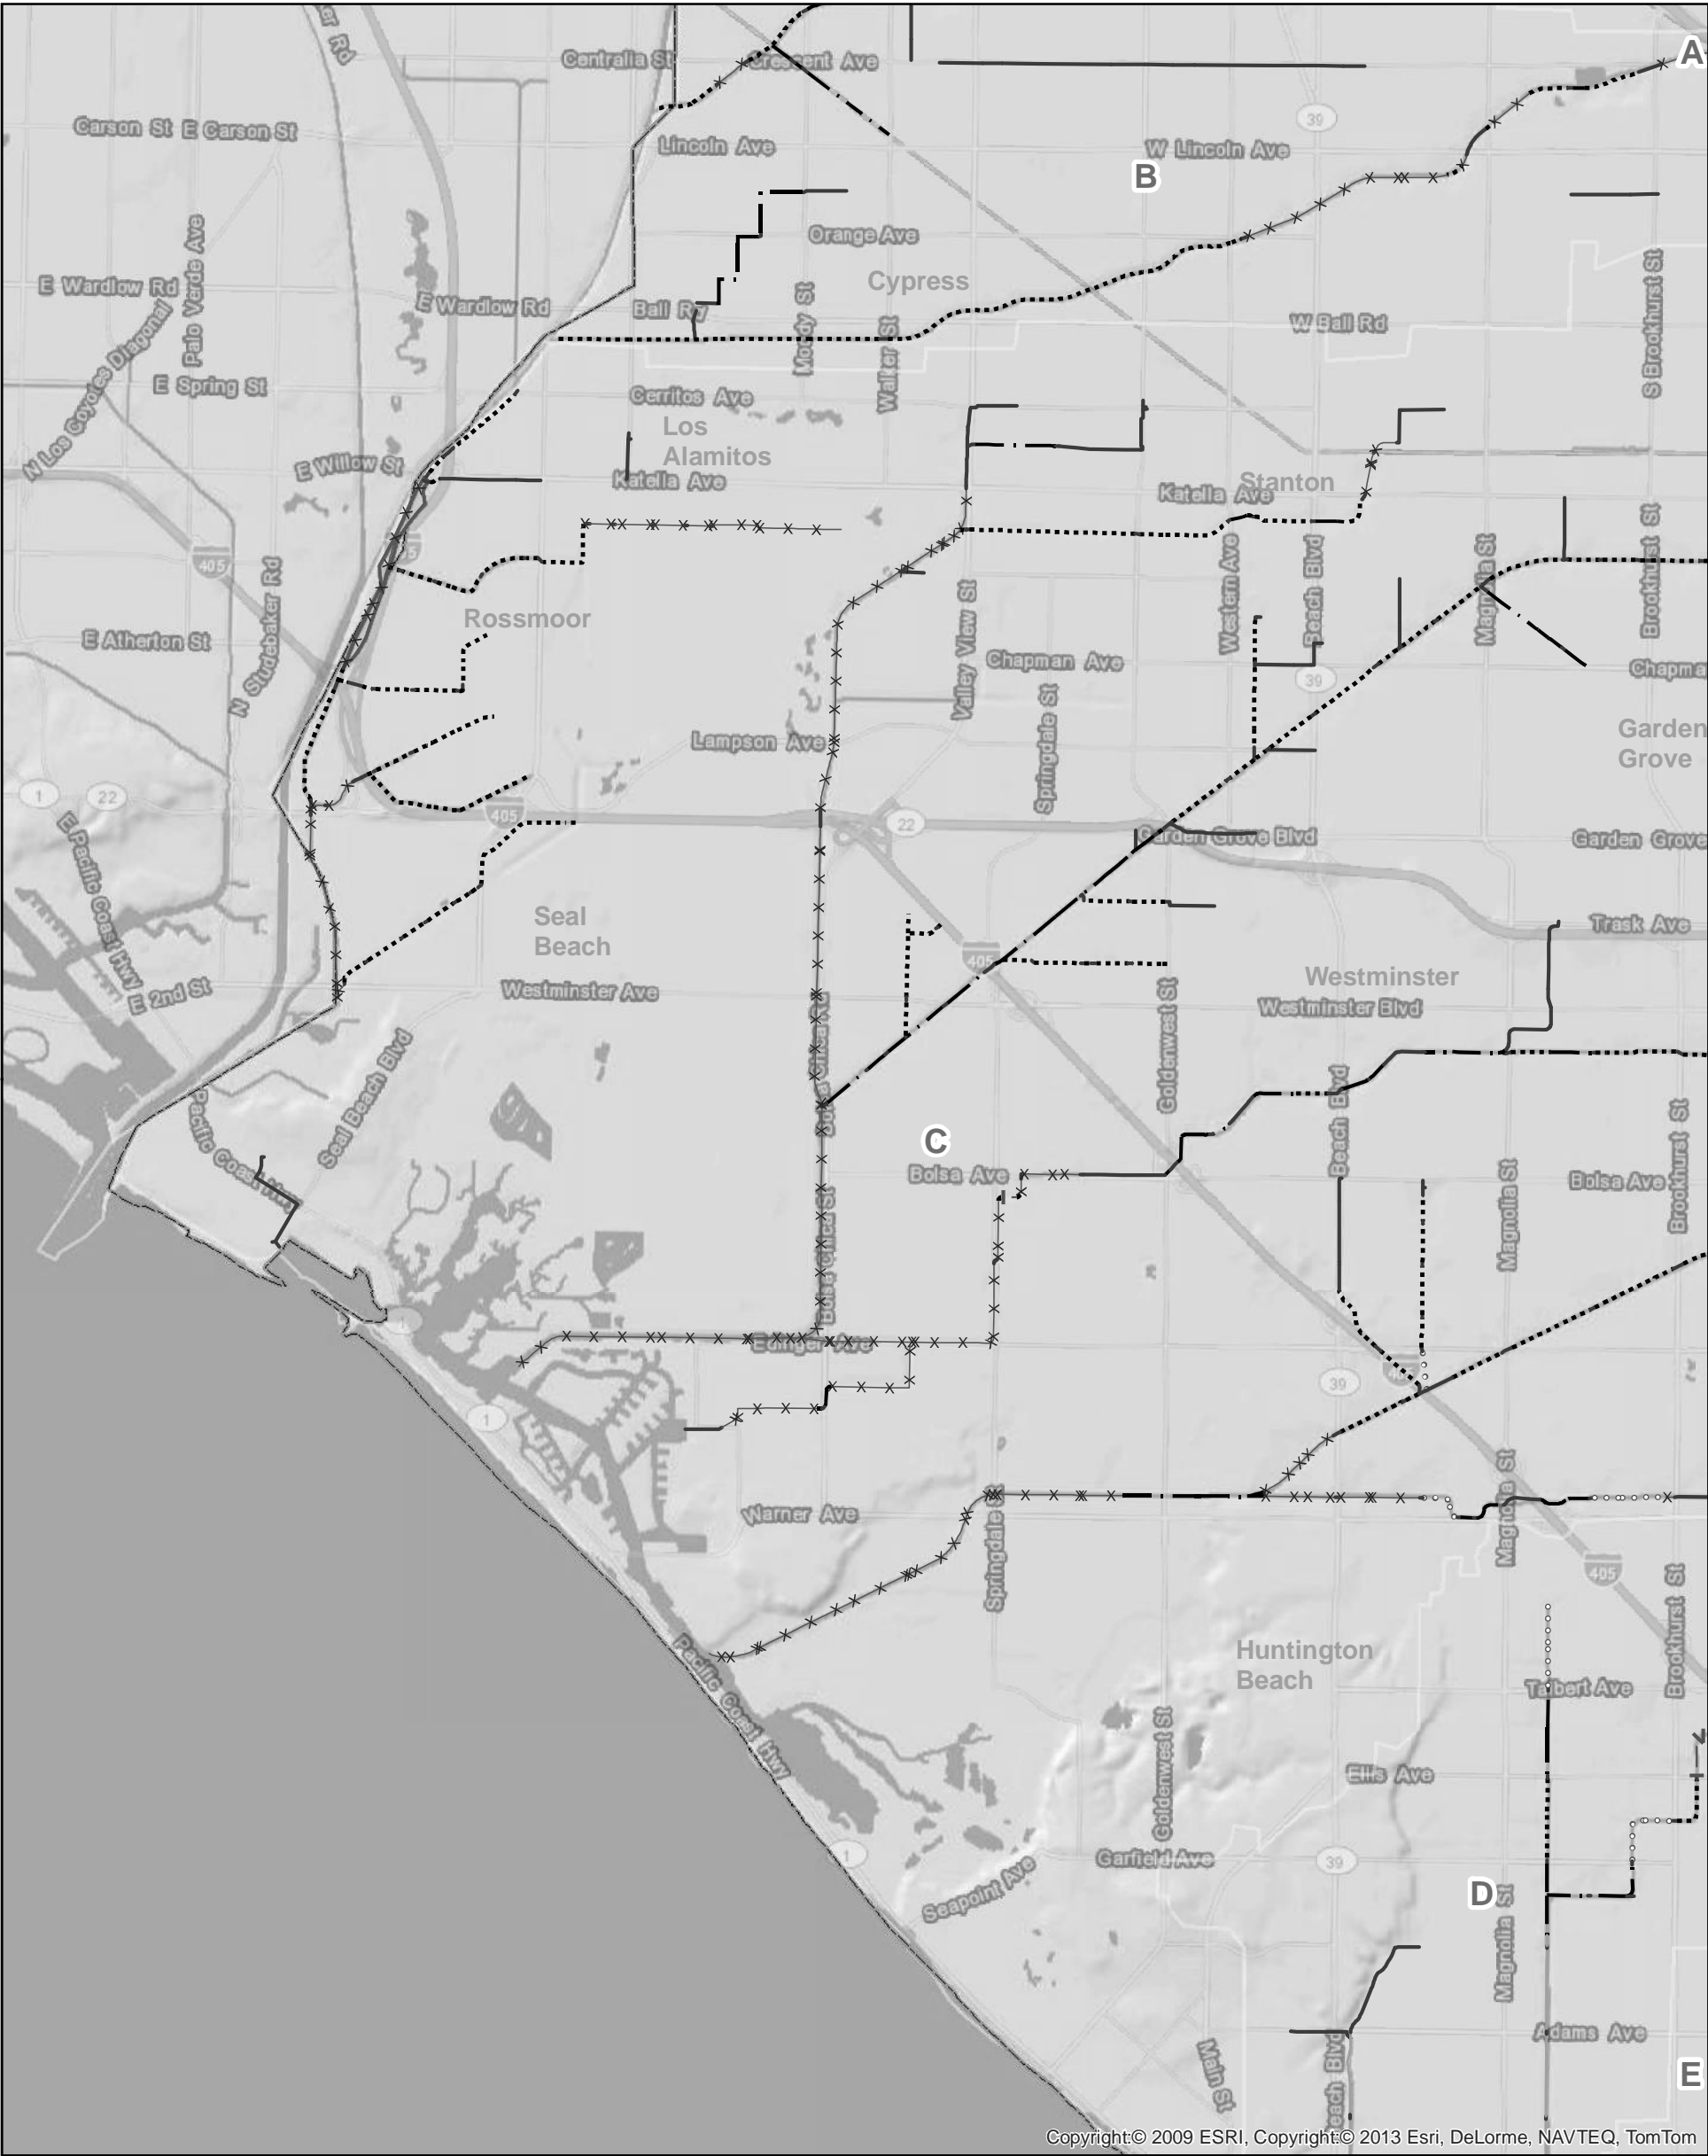 Centralia St
Crescent Ave
A
39
Carson St
E Carson St
Lincoln Ave
W Lincoln Ave
B
Palo Verde Ave
Orange Ave
Cypress
E Wardlow Rd
E Wardlow Rd
Ball Rd
Moody St
W Ball Rd
S Brookhurst St
N Los Coyotes Diagonal
E Spring St
Cerritos Ave
Walker St
Los
Alamitos
E Willow St
Katella Ave
Katella Ave
Stanton
405
Rossmoor
E Atherton St
N Studebaker Rd
Valley View St
Western Ave
Beach Blvd
Magnolia St
Brookhurst St
Chapman Ave
39
Chapma
Springdale St
Lampson Ave
Garden
Grove
1
22
405
22
Garden Grove Blvd
Garden Grove
E Pacific Coast Hwy
Seal
Beach
Trask Ave
405
E 2nd St
Westminster Ave
Westminster
Westminster Blvd
Goldenwest St
Seal Beach Blvd
Pacific Coast Hwy
C
Bolsa Ave
Beach Blvd
Bolsa Ave
Magnolia St
Brookhurst St
Bolsa Chica St
1
Edinger Ave
39
405
1
Warner Ave
Springdale St
Magnolia St
405
Brookhurst St
Huntington
Beach
Pacific Coast Hwy
Talbert Ave
Goldenwest St
Ellis Ave
1
Garfield Ave
39
Seapoint Ave
D
Magnolia St
Main St
Beach Blvd
Adams Ave
E
Copyright:© 2009 ESRI, Copyright:© 2013 Esri, DeLorme, NAVTEQ, TomTom